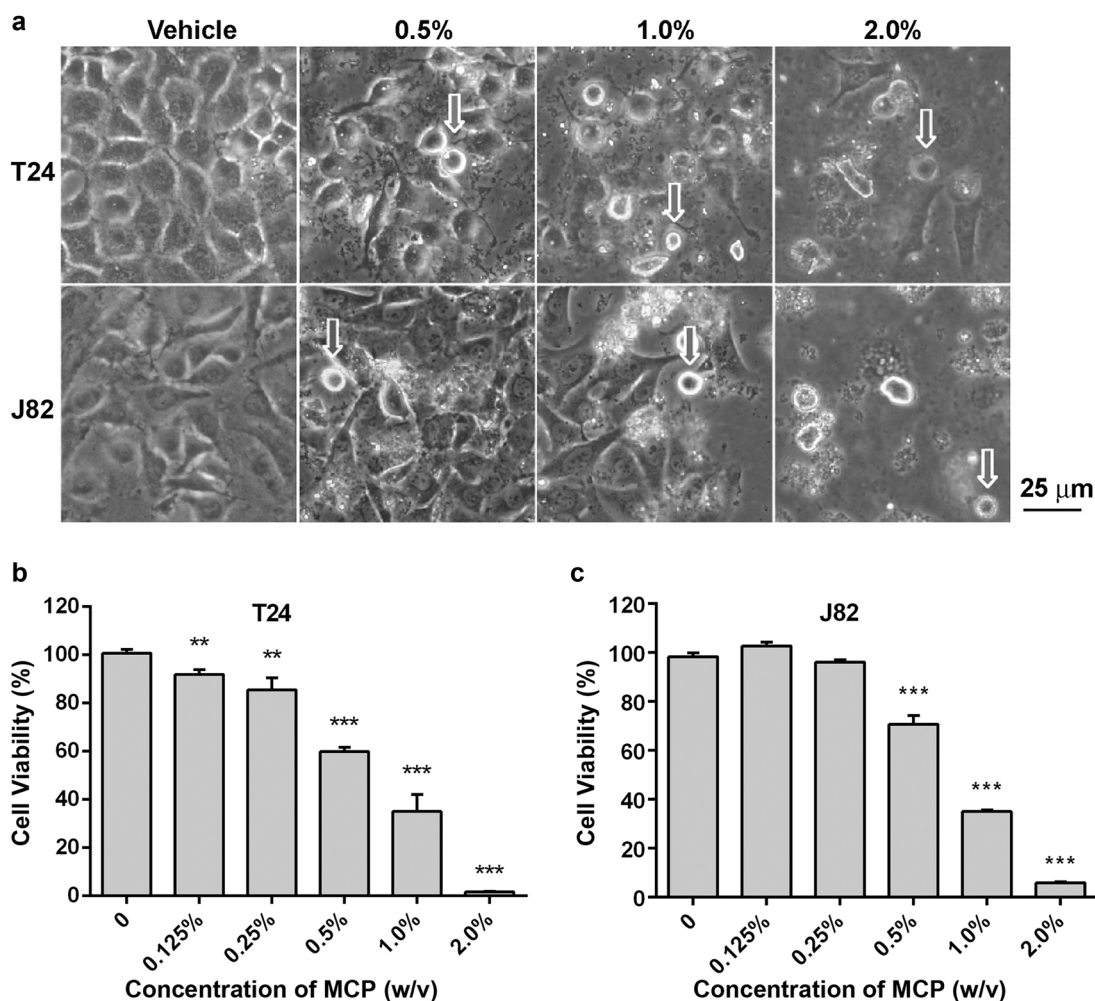 a
Vehicle 0.5% 1.0% 2.0%
T24
J82
25 μm
b
T24
120
100
80
60
40
20
0
Cell Viability (%)
** ** *** *** ***
0 0.125% 0.25% 0.5% 1.0% 2.0%
Concentration of MCP (w/v)
c
J82
120
100
80
60
40
20
0
Cell Viability (%)
*** *** ***
0 0.125% 0.25% 0.5% 1.0% 2.0%
Concentration of MCP (w/v)